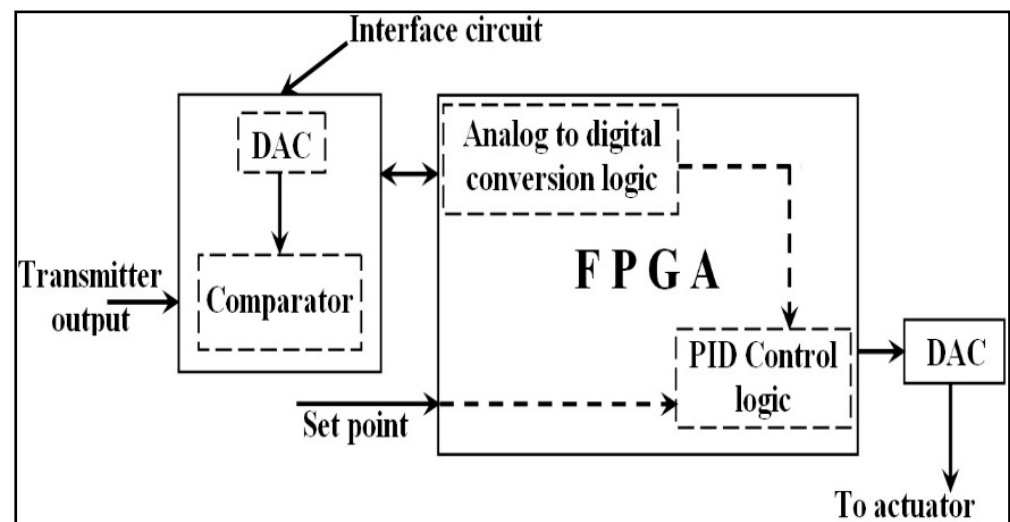 Interface circuit
DAC
Comparator
Transmitter
output
Analog to digital
conversion logic
F P G A
PID Control
logic
Set point
DAC
To actuator